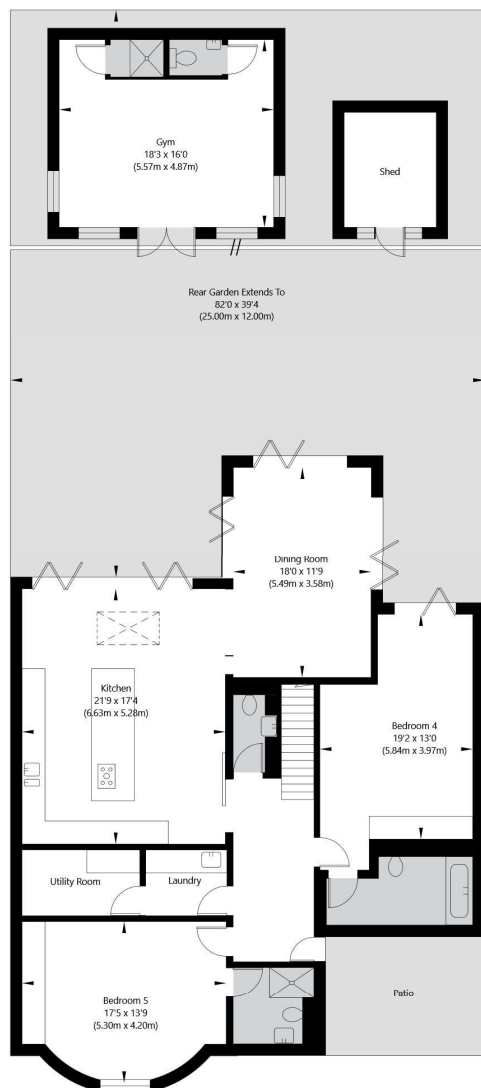 Gym
18'3 x 16'0
(5.57m x 4.87m)
Shed
Rear Garden Extends To
82'0 x 39'4
(25.00m x 12.00m)
Dining Room
18'0 x 11'9
(5.49m x 3.58m)
Kitchen
21'9 x 17'4
(6.63m x 5.28m)
Bedroom 4
19'2 x 13'0
(5.84m x 3.97m)
Utility Room
Laundry
Bedroom 5
17'5 x 13'9
(5.30m x 4.20m)
Patio